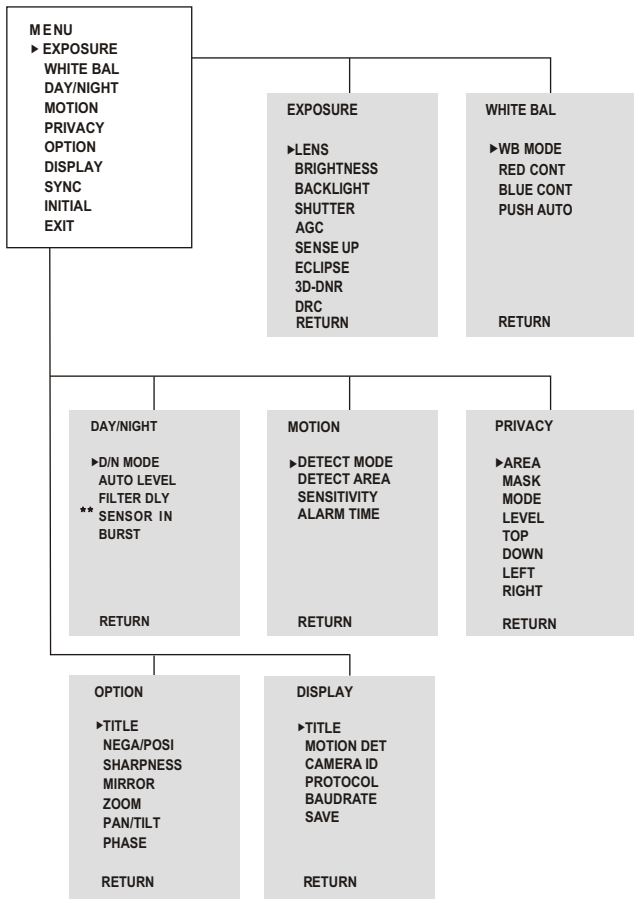 MENU
▶ EXPOSURE
WHITE BAL
DAY/NIGHT
MOTION
PRIVACY
OPTION
DISPLAY
SYNC
INITIAL
EXIT
EXPOSURE
▶LENS
BRIGHTNESS
BACKLIGHT
SHUTTER
AGC
SENSE UP
ECLIPSE
3D-DNR
DRC
RETURN
WHITE BAL
▶WB MODE
RED CONT
BLUE CONT
PUSH AUTO
RETURN
DAY/NIGHT
▶D/N MODE
AUTO LEVEL
FILTER DLY
** SENSOR IN
BURST
RETURN
MOTION
▶DETECT MODE
DETECT AREA
SENSITIVITY
ALARM TIME
RETURN
PRIVACY
▶AREA
MASK
MODE
LEVEL
TOP
DOWN
LEFT
RIGHT
RETURN
OPTION
▶TITLE
NEGA/POSI
SHARPNESS
MIRROR
ZOOM
PAN/TILT
PHASE
RETURN
DISPLAY
▶TITLE
MOTION DET
CAMERA ID
PROTOCOL
BAUDRATE
SAVE
RETURN